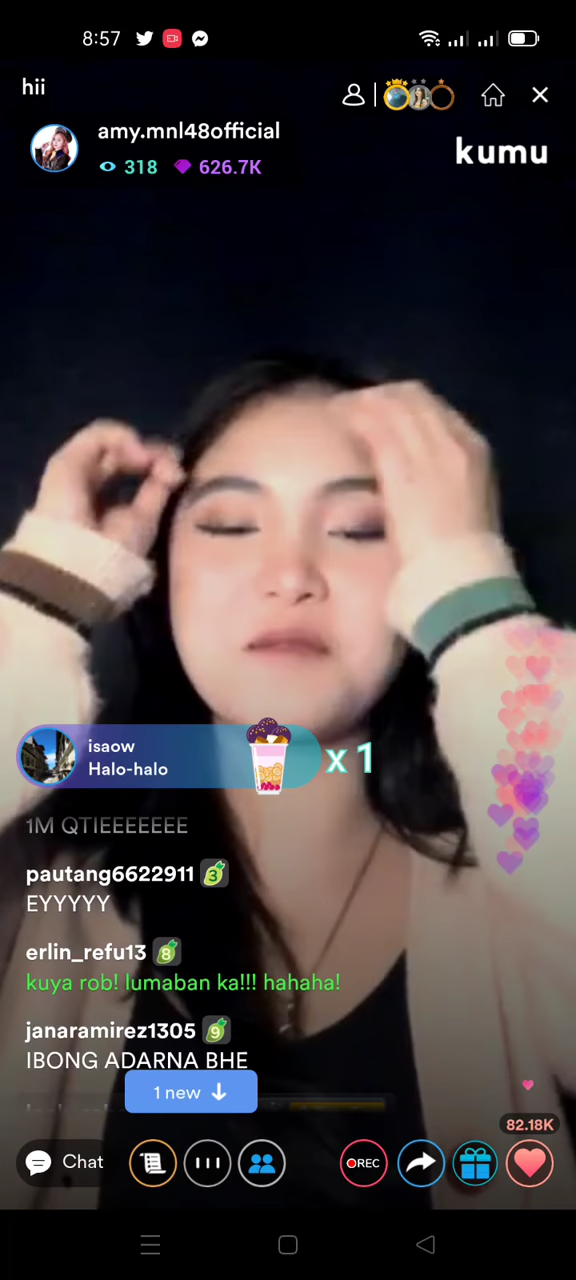 8:57
hii
amy.mnl48official
318 626.7K
kumu
isaow
Halo-halo
x 1
1M QTIEEEEEEE
pautang6622911 3
EYYYYY
erlin_refu13 8
kuya rob! lumaban ka!!! hahaha!
janaramirez1305 9
IBONG ADARNA BHE
1 new
82.18K
Chat
REC